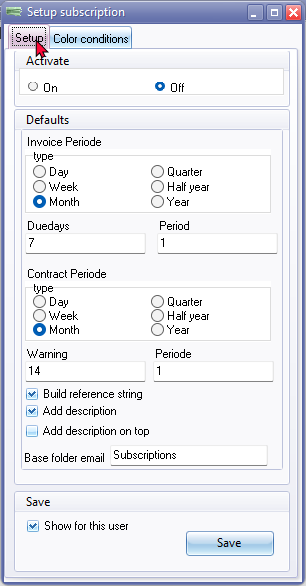 Setup subscription
Setup Color conditions
Activate
On Off
Defaults
Invoice Periode
type
Day Quarter
Week Half year
Month Year
Duedays Period
7 1
Contract Periode
type
Day Quarter
Week Half year
Month Year
Warning Periode
14 1
Build reference string
Add description
Add description on top
Base folder email Subscriptions
Save
Show for this user
Save